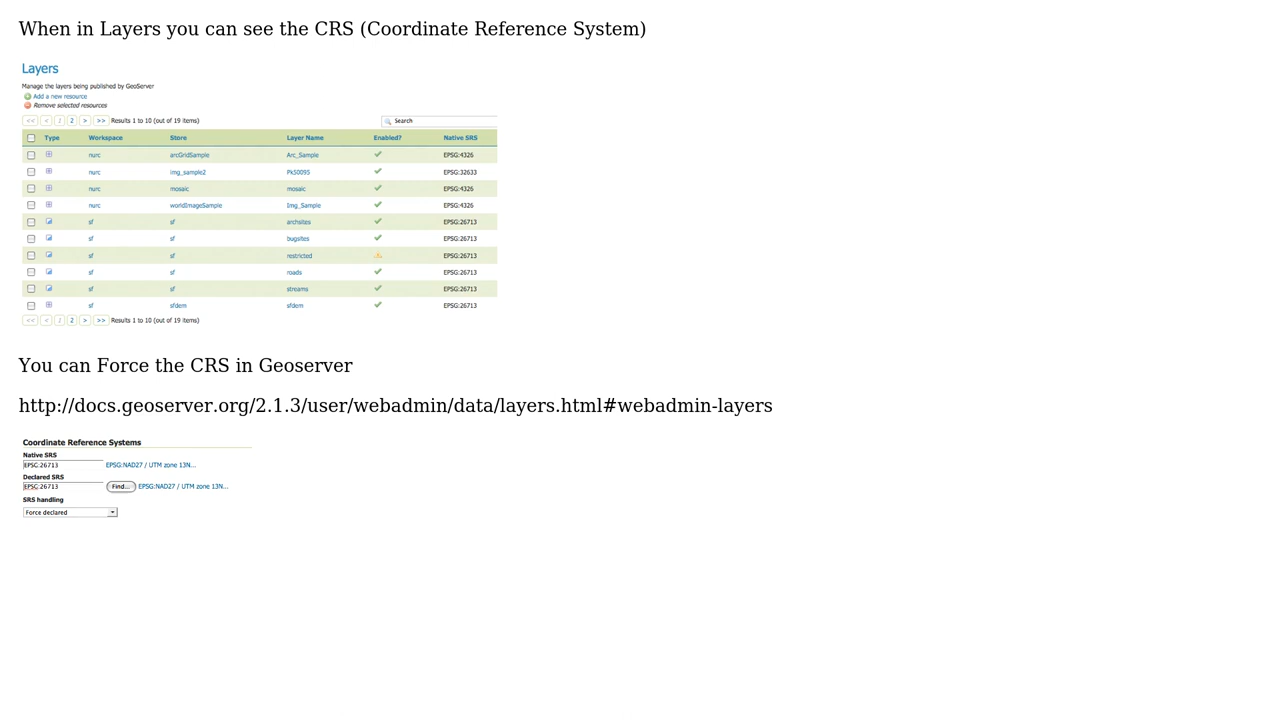 When in Layers you can see the CRS (Coordinate Reference System)
Layers
Manage the layers being published by GeoServer
Add a new resource
Remove selected resources
<< < 1 2 > >> Results 1 to 10 (out of 19 items) Search
Type Workspace Store Layer Name Enabled? Native SRS
nurc arcGridSample Arc_Sample EPSG:4326
nurc img_sample2 Pk50095 EPSG:32633
nurc mosaic mosaic EPSG:4326
nurc worldImageSample Img_Sample EPSG:4326
sf sf archsites EPSG:26713
sf sf bugsites EPSG:26713
sf sf restricted EPSG:26713
sf sf roads EPSG:26713
sf sf streams EPSG:26713
sf sfdem sfdem EPSG:26713
<< < 1 2 > >> Results 1 to 10 (out of 19 items)
You can Force the CRS in Geoserver
http://docs.geoserver.org/2.1.3/user/webadmin/data/layers.html#webadmin-layers
Coordinate Reference Systems
Native SRS
EPSG:26713 EPSG:NAD27 / UTM zone 13N...
Declared SRS
EPSG:26713 Find... EPSG:NAD27 / UTM zone 13N...
SRS handling
Force declared